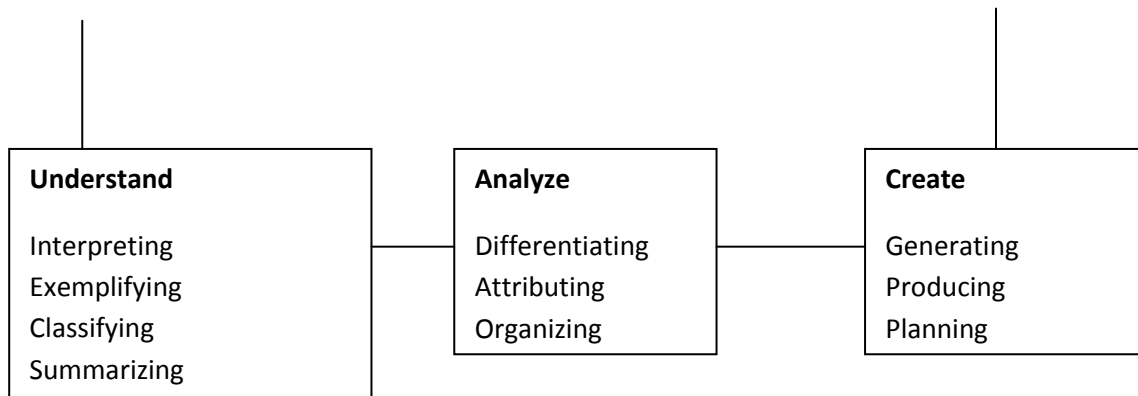 Understand
Interpreting
Exemplifying
Classifying
Summarizing
Analyze
Differentiating
Attributing
Organizing
Create
Generating
Producing
Planning